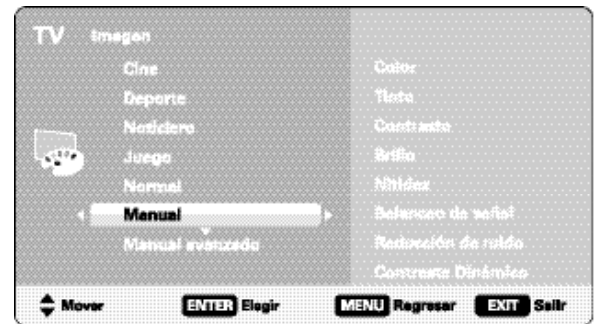 TV Imagen
Cine
Deporte
Noticiero
Juego
Normal
Manual
Manual avanzado
Color
Tinte
Contraste
Brillo
Nitidez
Balanceo de señal
Reducción de ruido
Contraste Dinámico
Mover ENTER Elegir MENU Regresar EXIT Salir